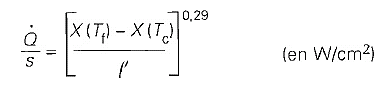 Q̇/s = [X(T_f) – X(T_c) / l′]^0,29 (en W/cm²)